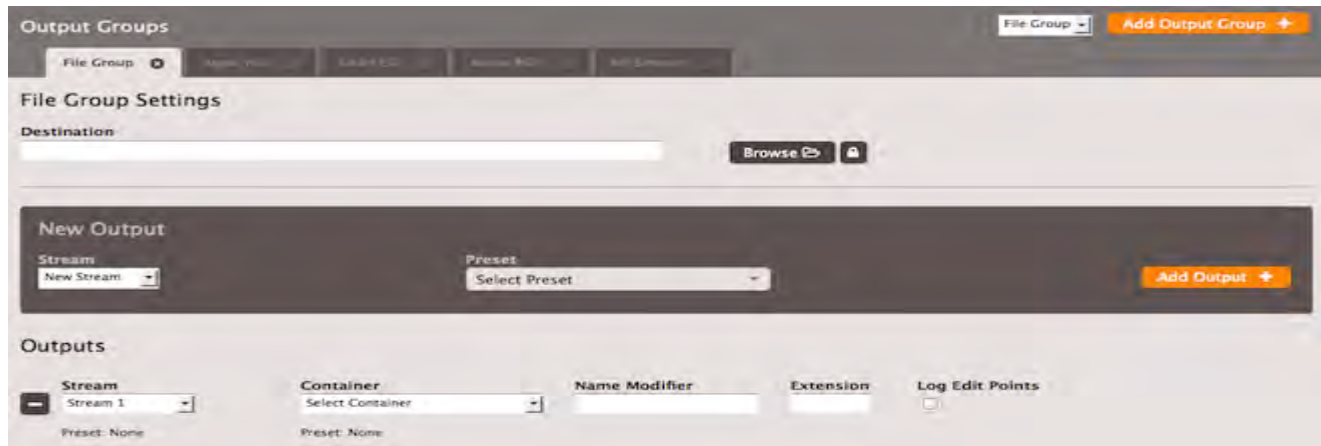 Output Groups
File Group
Add Output Group
File Group
File Group Settings
Destination
Browse
New Output
Stream
Preset
New Stream
Select Preset
Add Output
Outputs
Stream
Container
Name Modifier
Extension
Log Edit Points
Stream 1
Select Container
Preset: None
Preset: None